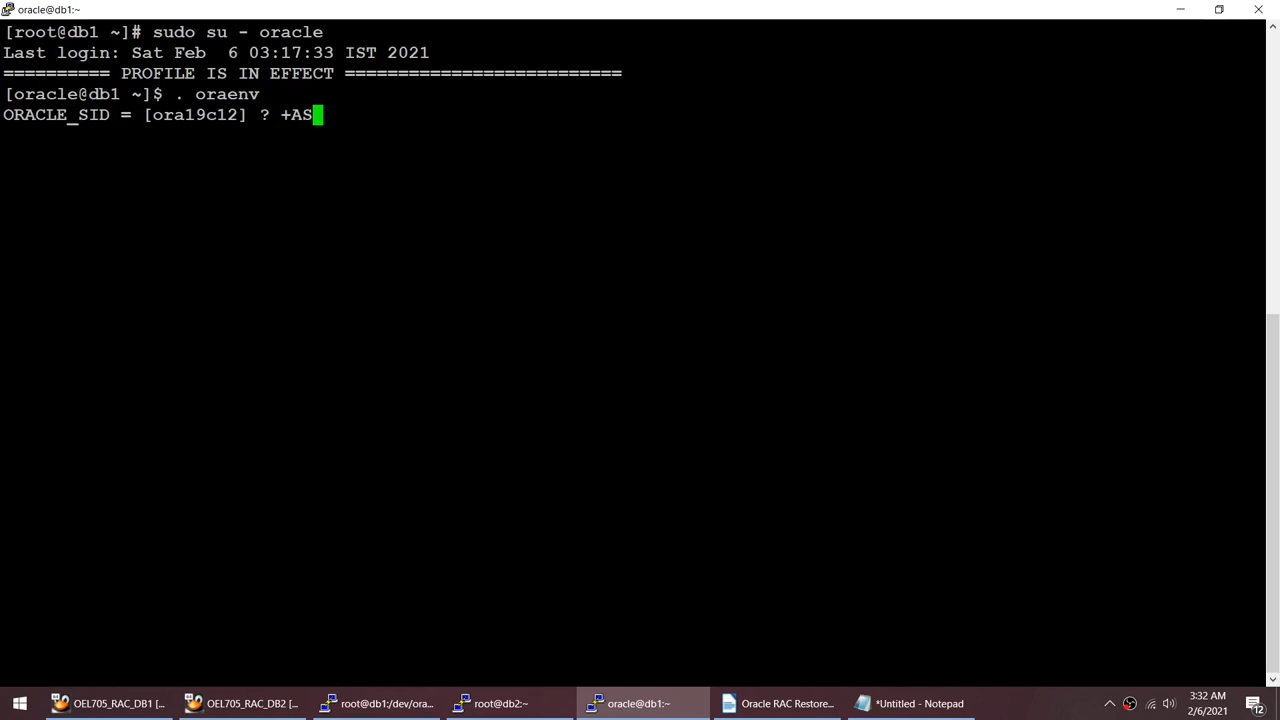 oracle@db1:~
[root@db1 ~]# sudo su - oracle
Last login: Sat Feb  6 03:17:33 IST 2021
========== PROFILE IS IN EFFECT ==========================
[oracle@db1 ~]$ . oraenv
ORACLE_SID = [ora19c12] ? +AS
OEL705_RAC_DB1 [...
OEL705_RAC_DB2 [...
root@db1:/dev/ora...
root@db2:~
oracle@db1:~
Oracle RAC Restore...
*Untitled - Notepad
3:32 AM
2/6/2021
12